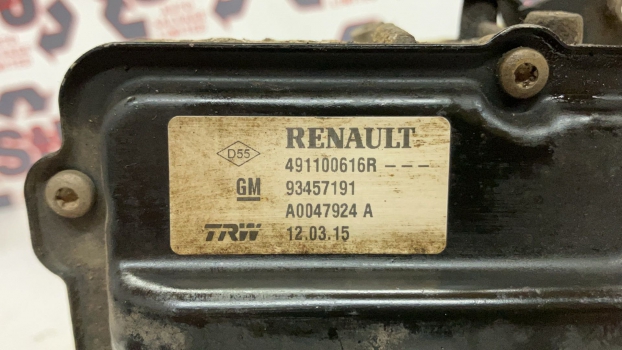 RENAULT
D55
491100616R - - -
GM 93457191
A0047924 A
TRW 12.03.15